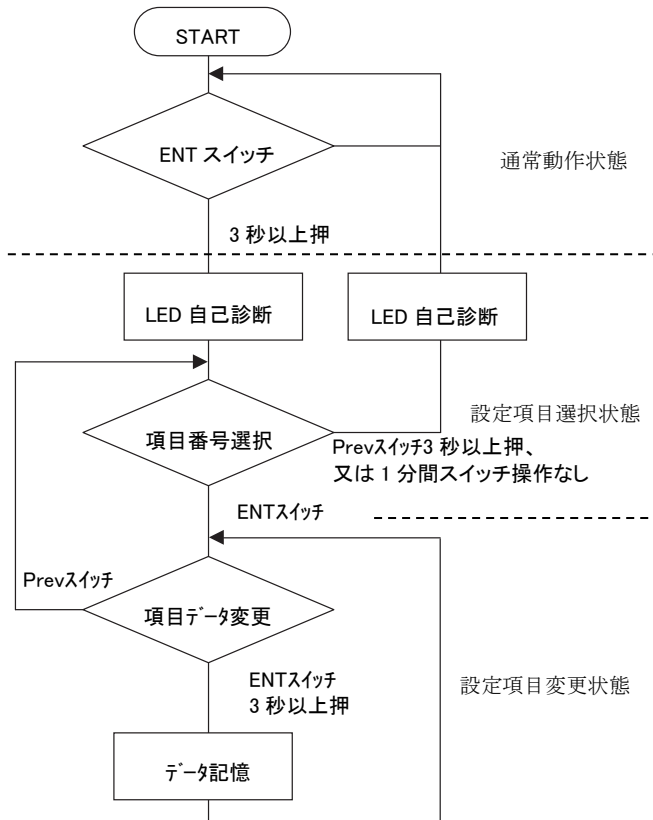 START
ENT スイッチ
通常動作状態
3 秒以上押
LED 自己診断
LED 自己診断
設定項目選択状態
項目番号選択
Prevｽｲｯﾁ3 秒以上押、
又は 1 分間スイッチ操作なし
ENTｽｲｯﾁ
Prevｽｲｯﾁ
項目ﾃﾞｰﾀ変更
ENTｽｲｯﾁ
3 秒以上押
設定項目変更状態
ﾃﾞｰﾀ記憶